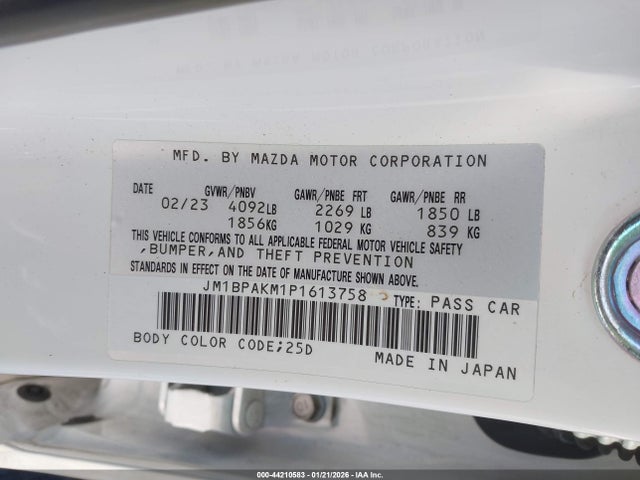 MFD. BY MAZDA MOTOR CORPORATION
DATE GVWR/PNBV GAWR/PNBE FRT GAWR/PNBE RR
02/23 4092LB 2269 LB 1850 LB
1856KG 1029 KG 839 KG
THIS VEHICLE CONFORMS TO ALL APPLICABLE FEDERAL MOTOR VEHICLE SAFETY
,BUMPER,AND THEFT PREVENTION
STANDARDS IN EFFECT ON THE DATE OF MANUFACTURE SHOWN ABOVE.
JM1BPAKM1P1613758 TYPE: PASS CAR
BODY COLOR CODE;25D MADE IN JAPAN
000-44210583 - 01/21/2026 - IAA Inc.